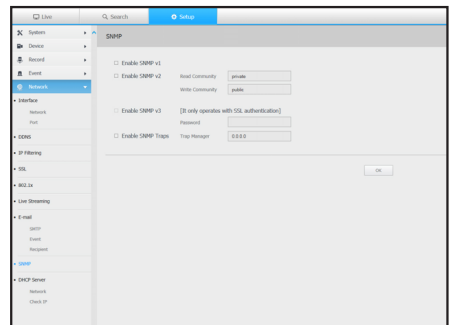 Live
Search
Setup
System
Device
Record
Event
Network
Interface
Network
Port
DDNS
IP Filtering
SSL
802.1x
Live Streaming
E-mail
SMTP
Event
Recipient
SNMP
DHCP Server
Network
Check IP
SNMP
Enable SNMP v1
Enable SNMP v2
Read Community
private
Write Community
public
Enable SNMP v3
[It only operates with SSL authentication]
Password
Enable SNMP Traps
Trap Manager
0.0.0.0
OK